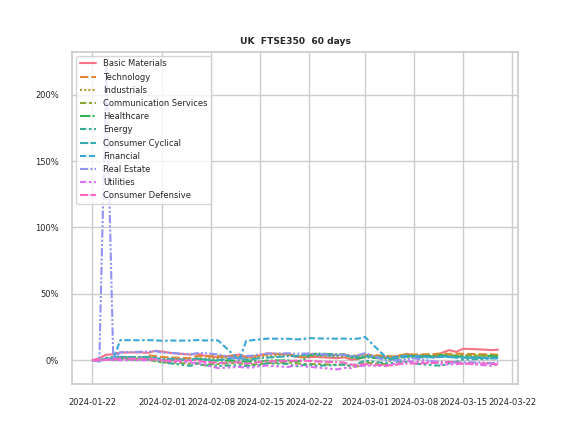 UK FTSE350 60 days
Basic Materials
Technology
Industrials
Communication Services
Healthcare
Energy
Consumer Cyclical
Financial
Real Estate
Utilities
Consumer Defensive
200%
150%
100%
50%
0%
2024-01-22 2024-02-01 2024-02-08 2024-02-15 2024-02-22 2024-03-01 2024-03-08 2024-03-15 2024-03-22